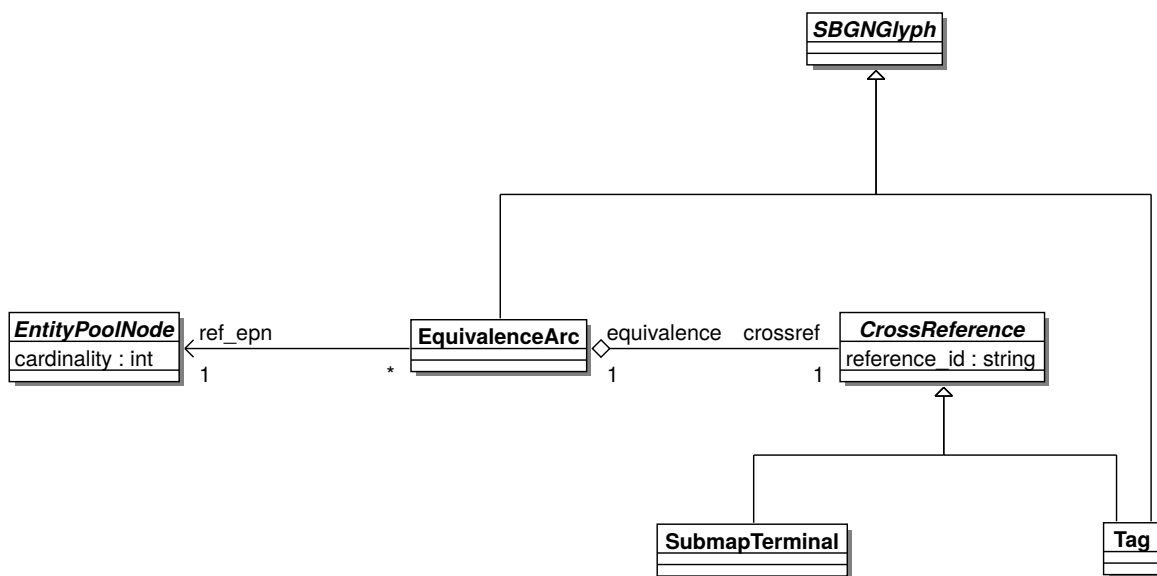 SBGNGlyph
EntityPoolNode
cardinality : int
ref_epn
1
*
EquivalenceArc
equivalence
crossref
1
1
CrossReference
reference_id : string
SubmapTerminal
Tag